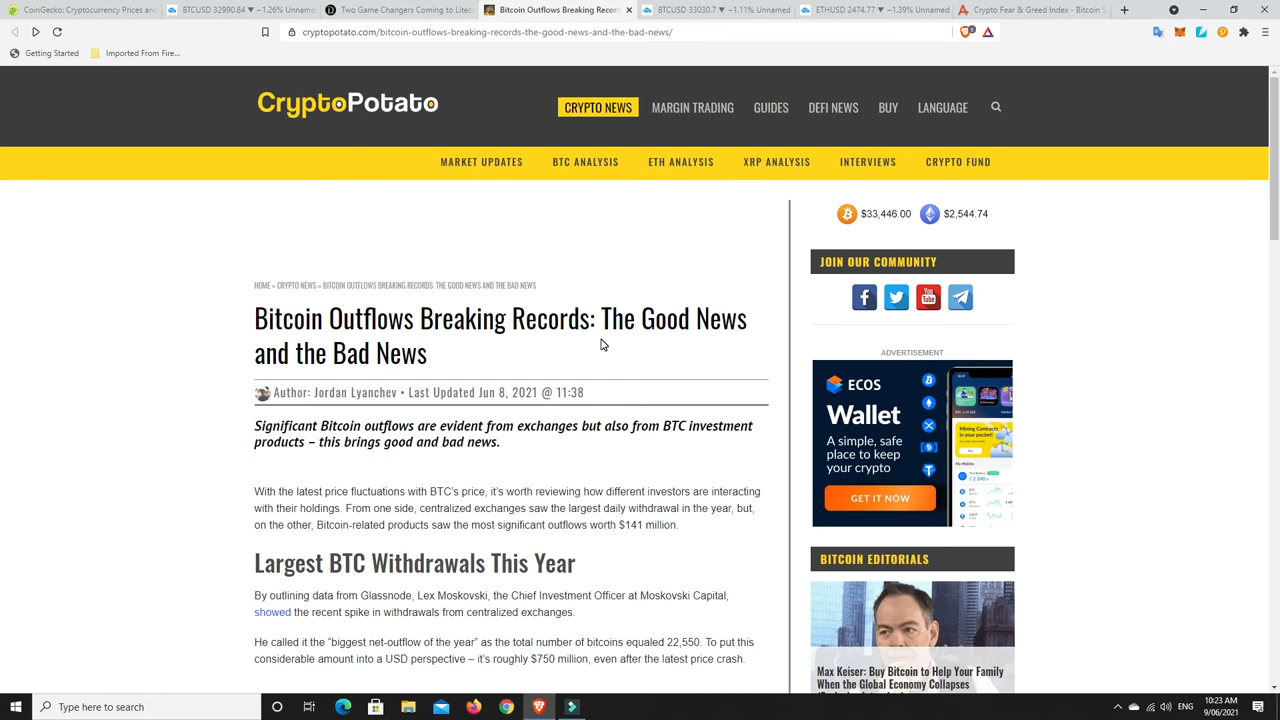 CoinGecko: Cryptocurrency Prices and
BTCUSD 32990.84 ▼ −1.26% Unnamed
Two Game Changers Coming to Litec
Bitcoin Outflows Breaking Records
BTCUSD 33030.7 ▼ −1.11% Unnamed
ETHUSD 2474.77 ▼ −1.39% Unnamed
Crypto Fear & Greed Index - Bitcoin S
cryptopotato.com/bitcoin-outflows-breaking-records-the-good-news-and-the-bad-news/
Getting Started
Imported From Fire...
CryptoPotato
CRYPTO NEWS MARGIN TRADING GUIDES DEFI NEWS BUY LANGUAGE
MARKET UPDATES BTC ANALYSIS ETH ANALYSIS XRP ANALYSIS INTERVIEWS CRYPTO FUND
$33,446.00 $2,544.74
JOIN OUR COMMUNITY
You
Tube
HOME » CRYPTO NEWS » BITCOIN OUTFLOWS BREAKING RECORDS: THE GOOD NEWS AND THE BAD NEWS
Bitcoin Outflows Breaking Records: The Good News
and the Bad News
Author: Jordan Lyanchev • Last Updated Jun 8, 2021 @ 11:38
Significant Bitcoin outflows are evident from exchanges but also from BTC investment
products – this brings good and bad news.
With the latest price fluctuations with BTC's price, it's worth reviewing how different investors are interacting
with their holdings. From one side, centralized exchanges saw the largest daily withdrawal in the year, but,
on the other, Bitcoin-related products saw the most significant outflows worth $141 million.
Largest BTC Withdrawals This Year
By outlining data from Glassnode, Lex Moskovski, the Chief Investment Officer at Moskovski Capital,
showed the recent spike in withdrawals from centralized exchanges.
He called it the "biggest net-outflow of the year" as the total number of bitcoins equaled 22,550. To put this
considerable amount into a USD perspective – it's roughly $750 million, even after the latest price crash.
ADVERTISEMENT
ECOS
Wallet
A simple, safe
place to keep
your crypto
GET IT NOW
Mining Contracts
in your pocket!
BITCOIN EDITORIALS
Max Keiser: Buy Bitcoin to Help Your Family
When the Global Economy Collapses
Type here to search
ENG
10:23 AM
9/06/2021